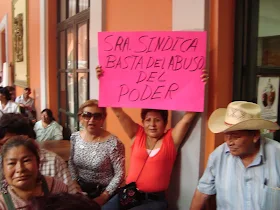 SRA. SINDICA
BASTA DEL ABUSO
DEL
PODER